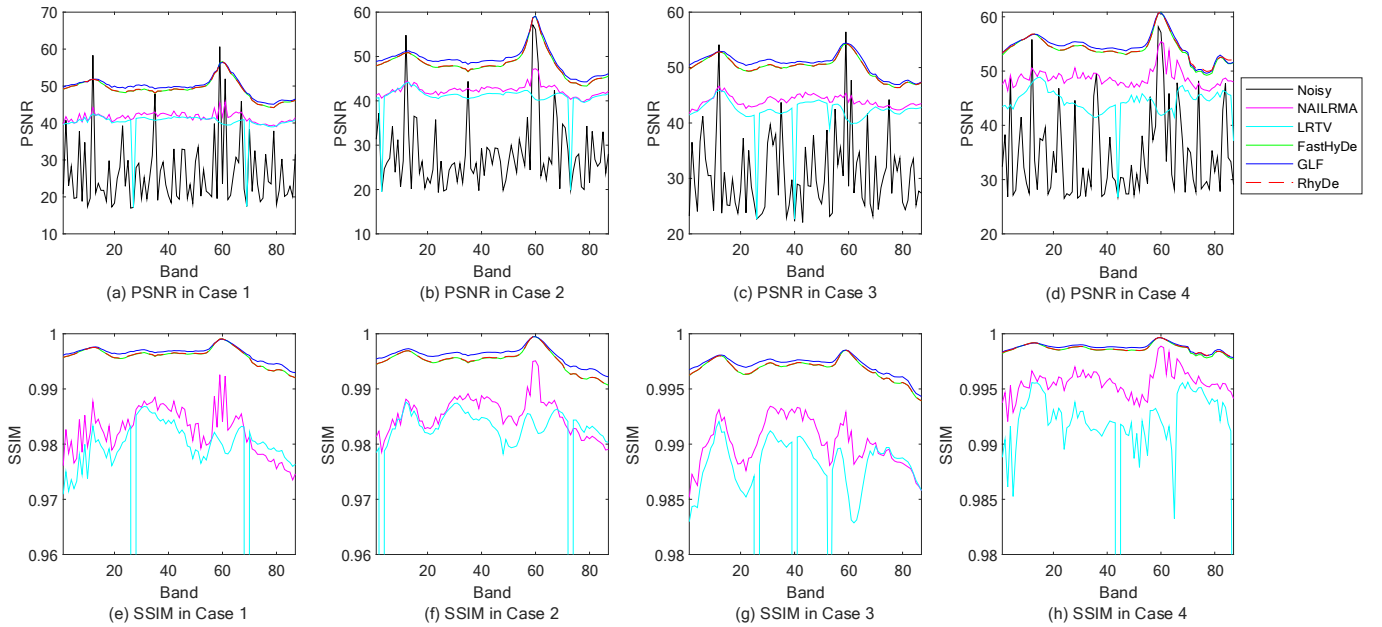 70
60
50
40
30
20
10
PSNR
20
40
60
80
Band
(a) PSNR in Case 1
60
50
40
30
20
10
PSNR
20
40
60
80
Band
(b) PSNR in Case 2
60
50
40
30
20
PSNR
20
40
60
80
Band
(c) PSNR in Case 3
60
50
40
30
20
PSNR
20
40
60
80
Band
(d) PSNR in Case 4
Noisy
NAILRMA
LRTV
FastHyDe
GLF
RhyDe
1
0.99
0.98
0.97
0.96
SSIM
20
40
60
80
Band
(e) SSIM in Case 1
1
0.99
0.98
0.97
0.96
SSIM
20
40
60
80
Band
(f) SSIM in Case 2
1
0.995
0.99
0.985
0.98
SSIM
20
40
60
80
Band
(g) SSIM in Case 3
1
0.995
0.99
0.985
0.98
SSIM
20
40
60
80
Band
(h) SSIM in Case 4